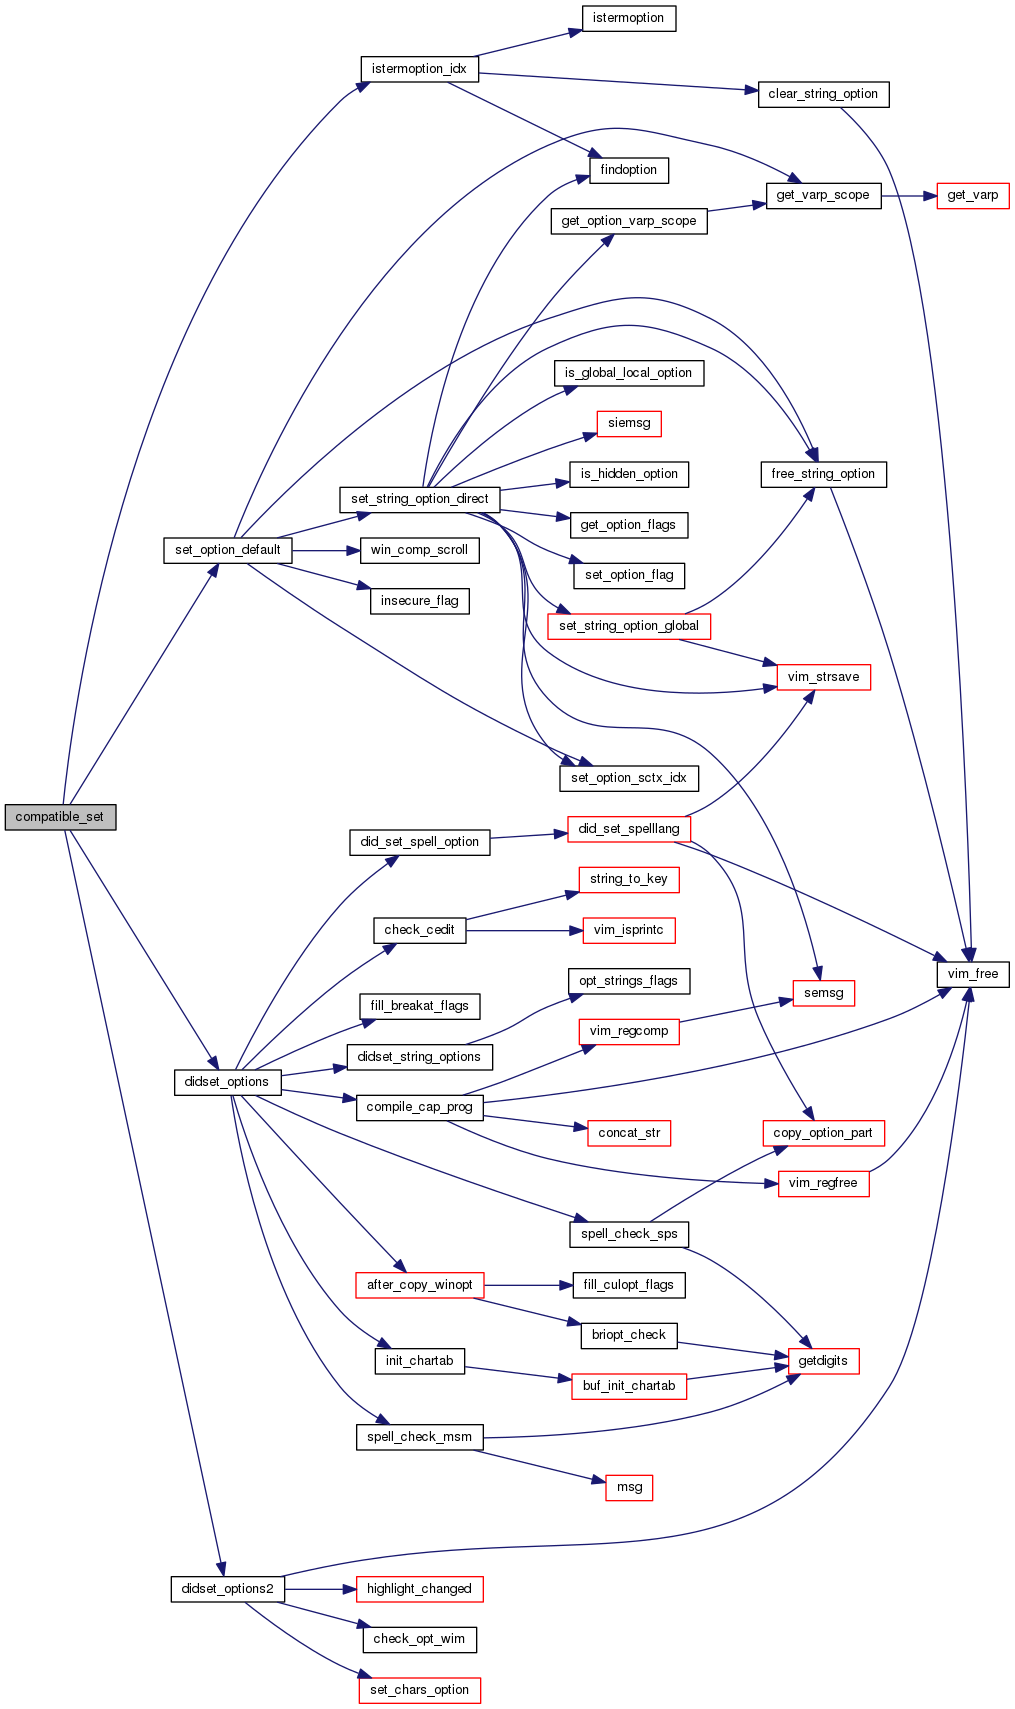 istermoption
istermoption_idx
clear_string_option
findoption
get_varp_scope
get_varp
get_option_varp_scope
is_global_local_option
siemsg
is_hidden_option
free_string_option
set_string_option_direct
get_option_flags
set_option_default
win_comp_scroll
set_option_flag
insecure_flag
set_string_option_global
vim_strsave
set_option_sctx_idx
compatible_set
did_set_spelllang
did_set_spell_option
string_to_key
check_cedit
vim_isprintc
vim_free
opt_strings_flags
semsg
fill_breakat_flags
vim_regcomp
didset_string_options
didset_options
compile_cap_prog
concat_str
copy_option_part
vim_regfree
spell_check_sps
after_copy_winopt
fill_culopt_flags
briopt_check
init_chartab
getdigits
buf_init_chartab
spell_check_msm
msg
didset_options2
highlight_changed
check_opt_wim
set_chars_option